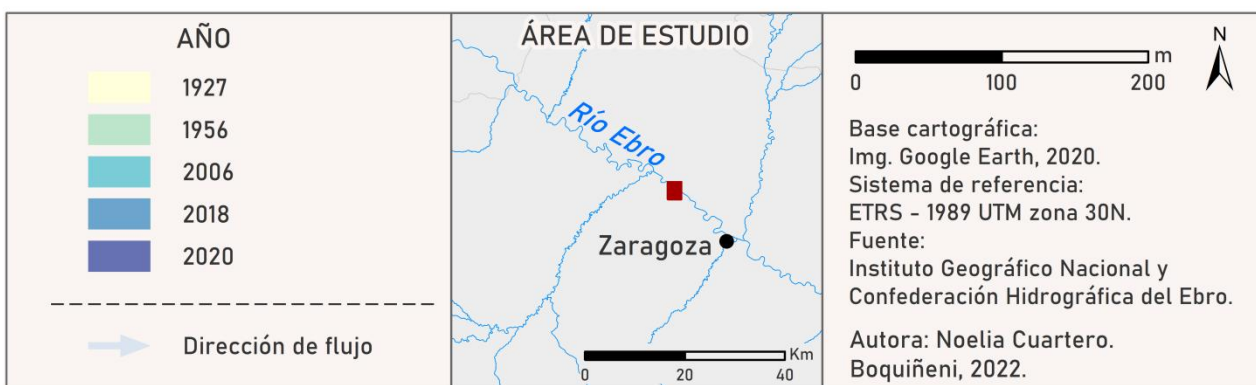 AÑO
1927
1956
2006
2018
2020
Dirección de flujo
ÁREA DE ESTUDIO
Río Ebro
Zaragoza
Km
0 20 40
N
m
0 100 200
Base cartográfica:
Img. Google Earth, 2020.
Sistema de referencia:
ETRS - 1989 UTM zona 30N.
Fuente:
Instituto Geográfico Nacional y
Confederación Hidrográfica del Ebro.
Autora: Noelia Cuartero.
Boquiñeni, 2022.